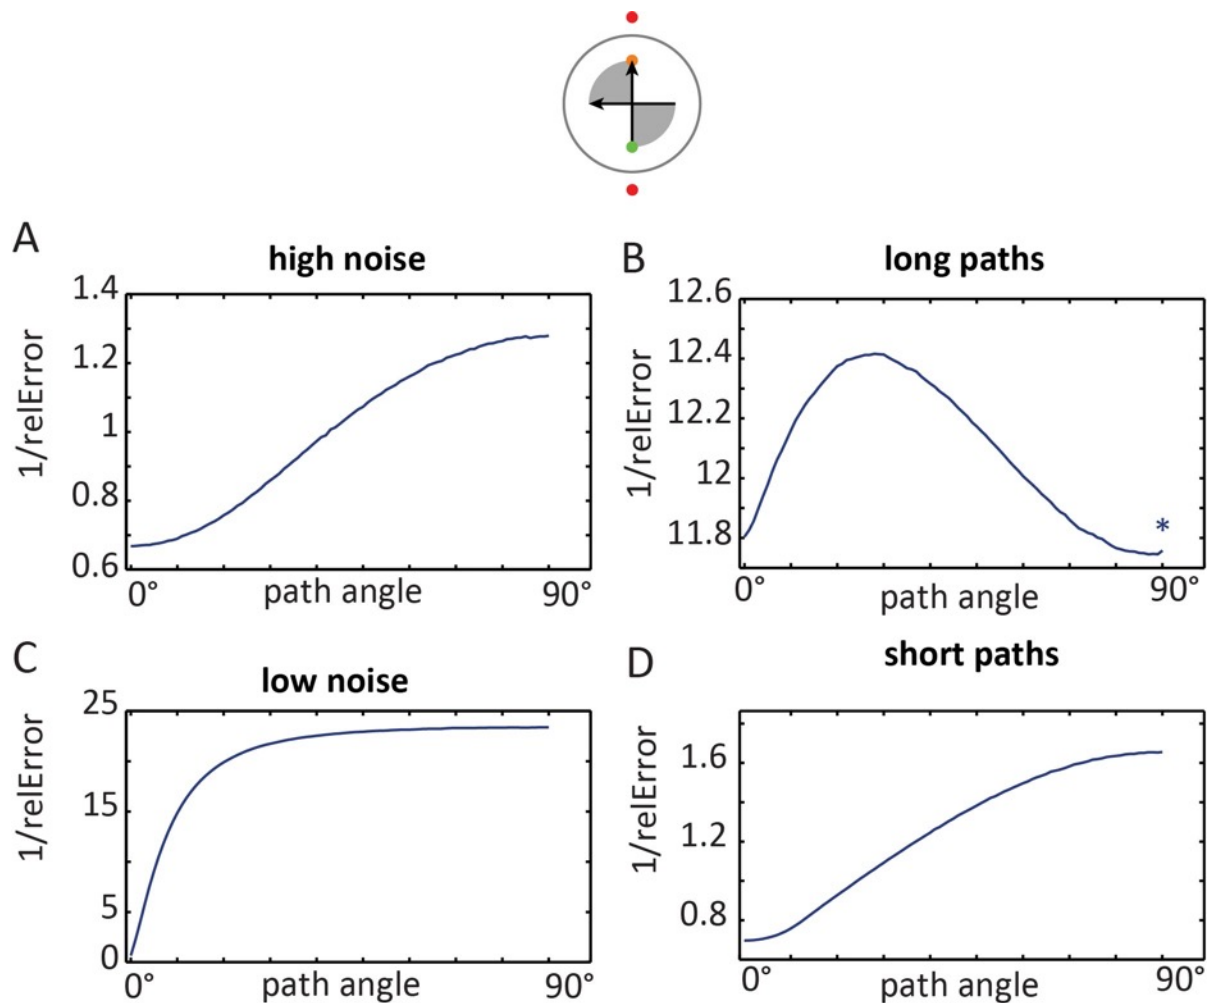 A
high noise
1.4
1.2
1
0.8
0.6
1/relError
0°
path angle
90°
B
long paths
12.6
12.4
12.2
12
11.8
1/relError
*
0°
path angle
90°
C
low noise
25
15
5
0
1/relError
0°
path angle
90°
D
short paths
1.6
1.2
0.8
1/relError
0°
path angle
90°